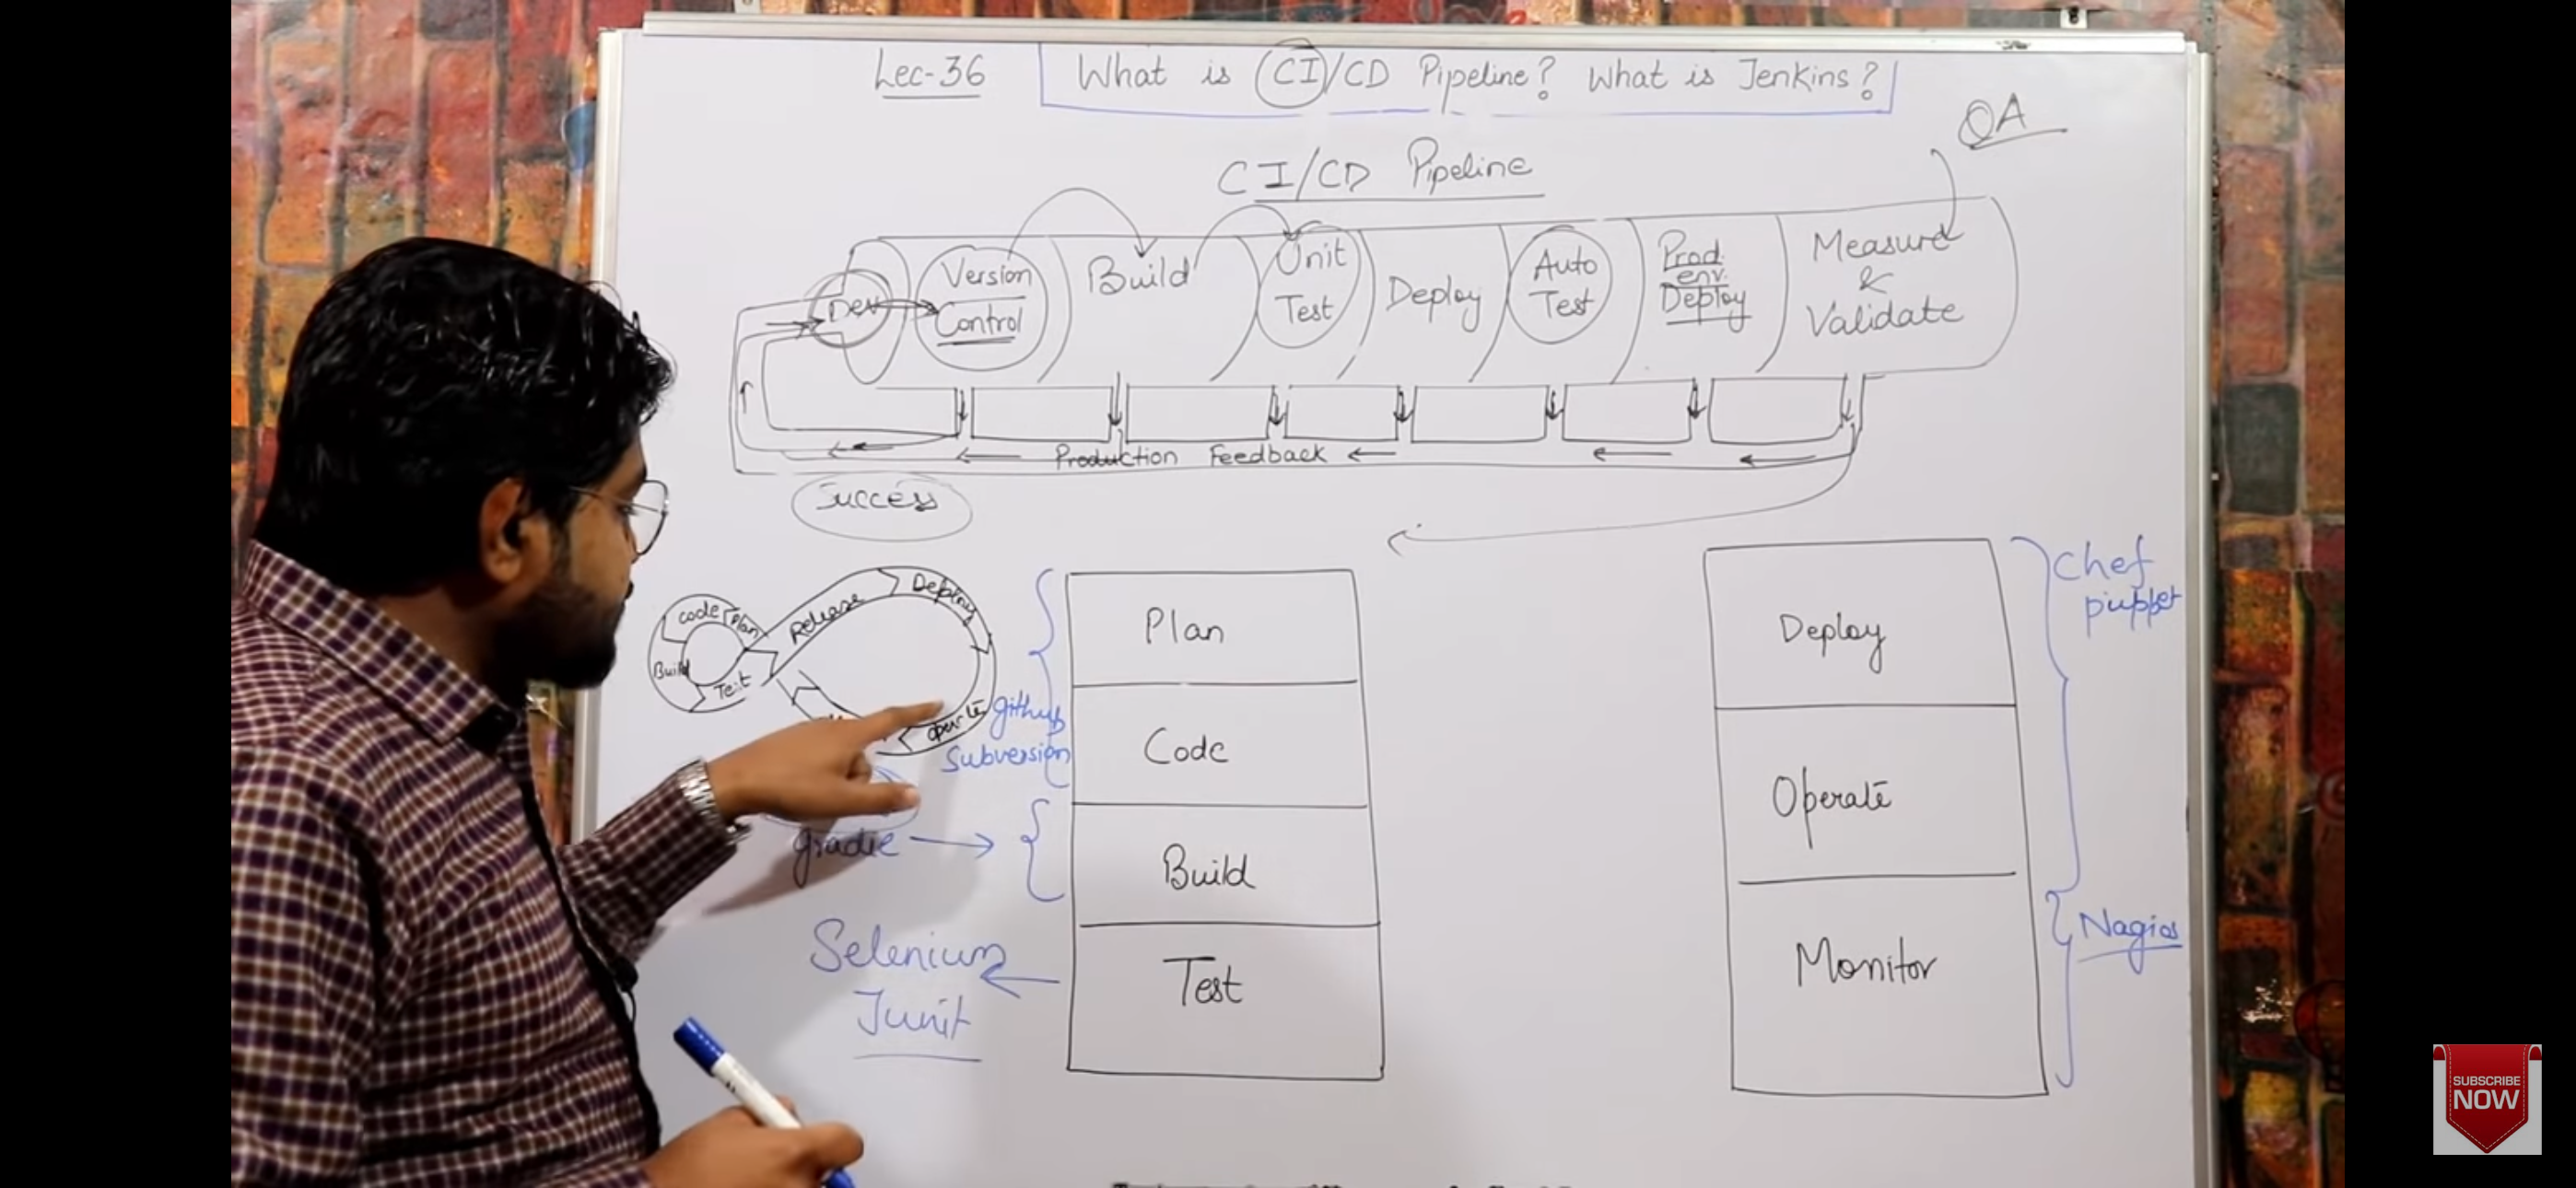 Lec-36
What is CI/CD Pipeline? What is Jenkins?
QA
CI/CD Pipeline
Dev
Version
Control
Build
Unit
Test
Deploy
Auto
Test
Prod.
env.
Deploy
Measure
&
Validate
Production Feedback
Success
Code
Plan
Build
Test
Release
Deploy
Operate
Github
Subversion
gradle
Selenium
Junit
Plan
Code
Build
Test
Deploy
Operate
Monitor
Chef
puppet
Nagios
SUBSCRIBE
NOW